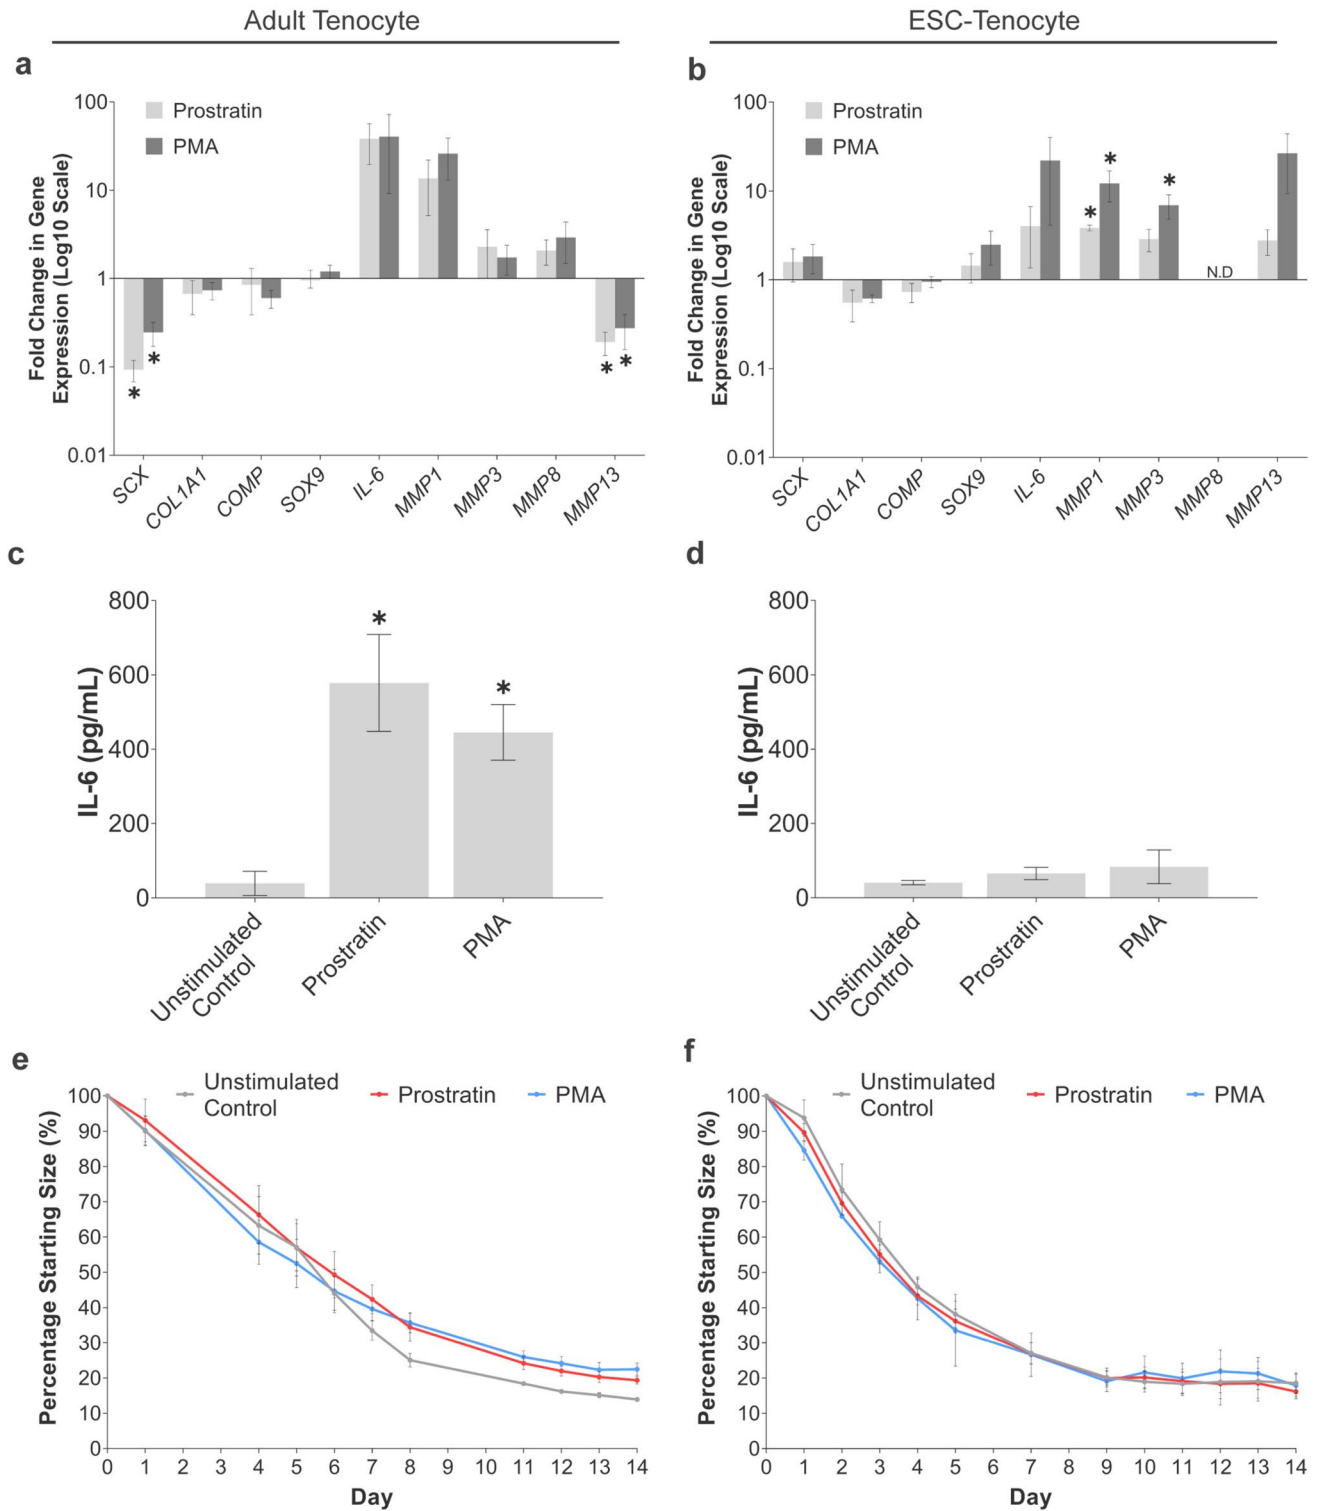 Adult Tenocyte
ESC-Tenocyte
a
Prostratin
PMA
Fold Change in Gene
Expression (Log10 Scale)
100
10
1
0.1
0.01
*
*
*
*
SCX
COL1A1
COMP
SOX9
IL-6
MMP1
MMP3
MMP8
MMP13
b
Prostratin
PMA
Fold Change in Gene
Expression (Log10 Scale)
100
10
1
0.1
0.01
*
*
*
N.D
SCX
COL1A1
COMP
SOX9
IL-6
MMP1
MMP3
MMP8
MMP13
c
IL-6 (pg/mL)
800
600
400
200
0
*
*
Unstimulated
Control
Prostratin
PMA
d
IL-6 (pg/mL)
800
600
400
200
0
Unstimulated
Control
Prostratin
PMA
e
Unstimulated
Control
Prostratin
PMA
Percentage Starting Size (%)
100
90
80
70
60
50
40
30
20
10
0
0 1 2 3 4 5 6 7 8 9 10 11 12 13 14
Day
f
Unstimulated
Control
Prostratin
PMA
Percentage Starting Size (%)
100
90
80
70
60
50
40
30
20
10
0
0 1 2 3 4 5 6 7 8 9 10 11 12 13 14
Day